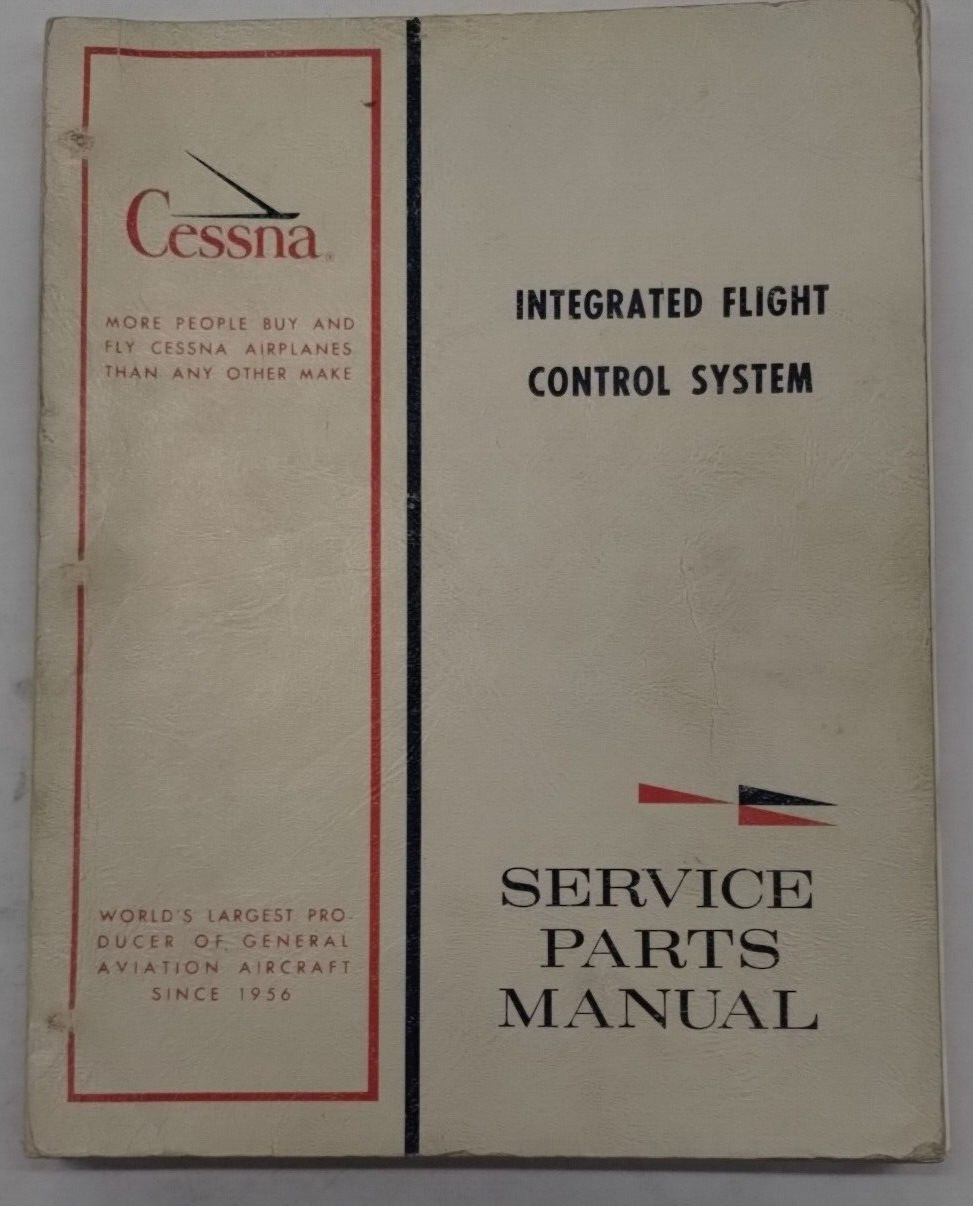 Cessna®
MORE PEOPLE BUY AND
FLY CESSNA AIRPLANES
THAN ANY OTHER MAKE
WORLD'S LARGEST PRO-
DUCER OF GENERAL
AVIATION AIRCRAFT
SINCE 1956
INTEGRATED FLIGHT
CONTROL SYSTEM
SERVICE
PARTS
MANUAL